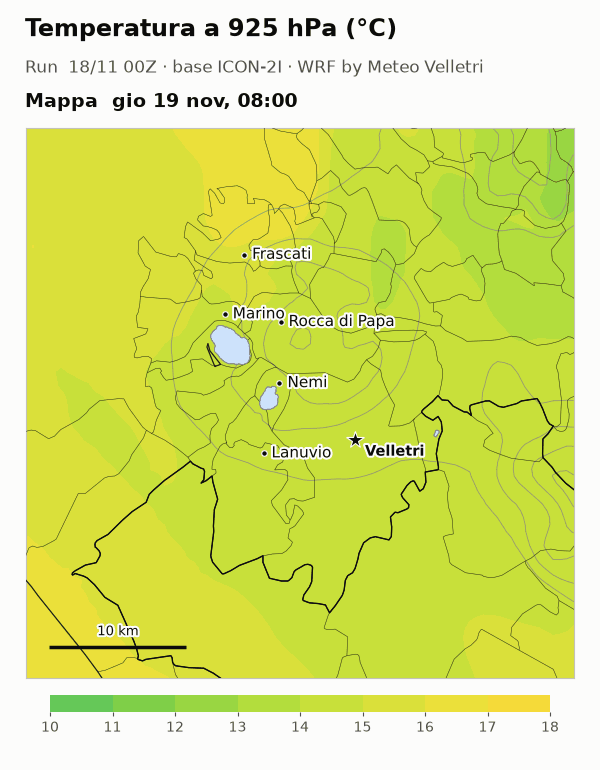 Temperatura a 925 hPa (°C)
Run  18/11 00Z · base ICON-2I · WRF by Meteo Velletri
Mappa  gio 19 nov, 08:00
Frascati
Marino
Rocca di Papa
Nemi
Velletri
Lanuvio
10 km
10 11 12 13 14 15 16 17 18